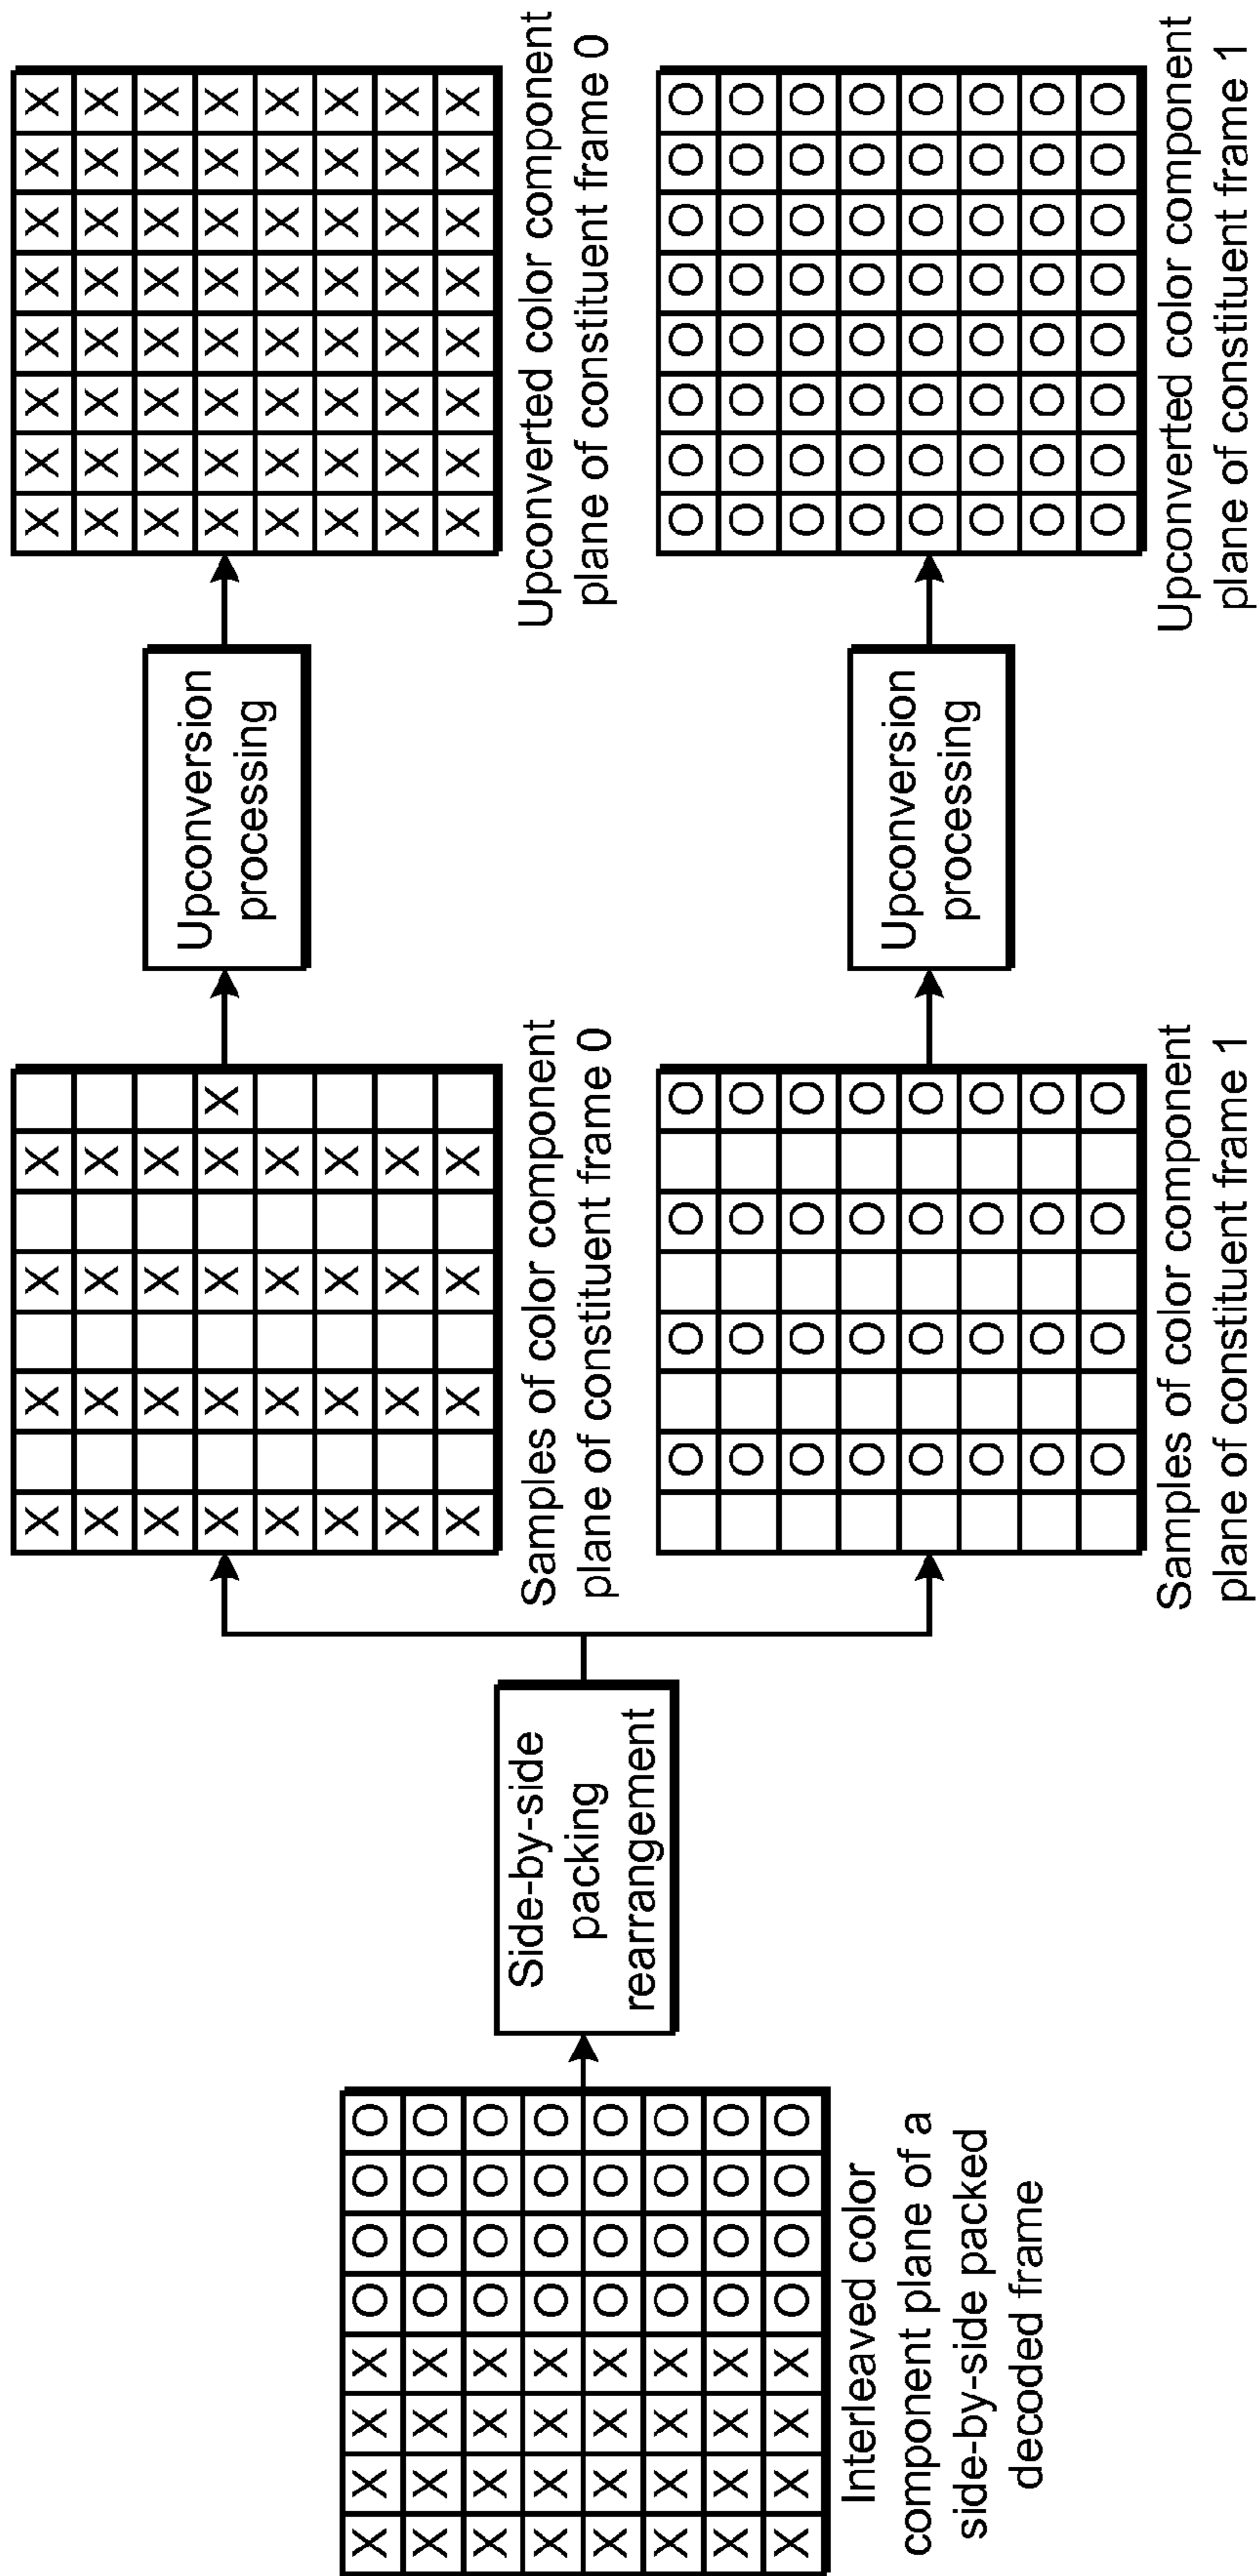 X X X X O O O O
X X X X O O O O
X X X X O O O O
X X X X O O O O
X X X X O O O O
X X X X O O O O
X X X X O O O O
X X X X O O O O
Interleaved color
component plane of a
side-by-side packed
decoded frame
Side-by-side
packing
rearrangement
X X X X
X X X X
X X X X
X X X X X
X X X X
X X X X
X X X X
X X X X
Samples of color component
plane of constituent frame 0
Upconversion
processing
X X X X X X X X
X X X X X X X X
X X X X X X X X
X X X X X X X X
X X X X X X X X
X X X X X X X X
X X X X X X X X
X X X X X X X X
Upconverted color component
plane of constituent frame 0
O O O O
O O O O
O O O O
O O O O
O O O O
O O O O
O O O O
O O O O
Samples of color component
plane of constituent frame 1
Upconversion
processing
O O O O O O O O
O O O O O O O O
O O O O O O O O
O O O O O O O O
O O O O O O O O
O O O O O O O O
O O O O O O O O
O O O O O O O O
Upconverted color component
plane of constituent frame 1